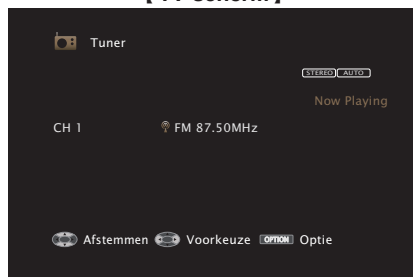 Tuner
STEREO AUTO
Now Playing
CH 1 FM 87.50MHz
Afstemmen Voorkeuze OPTION Optie